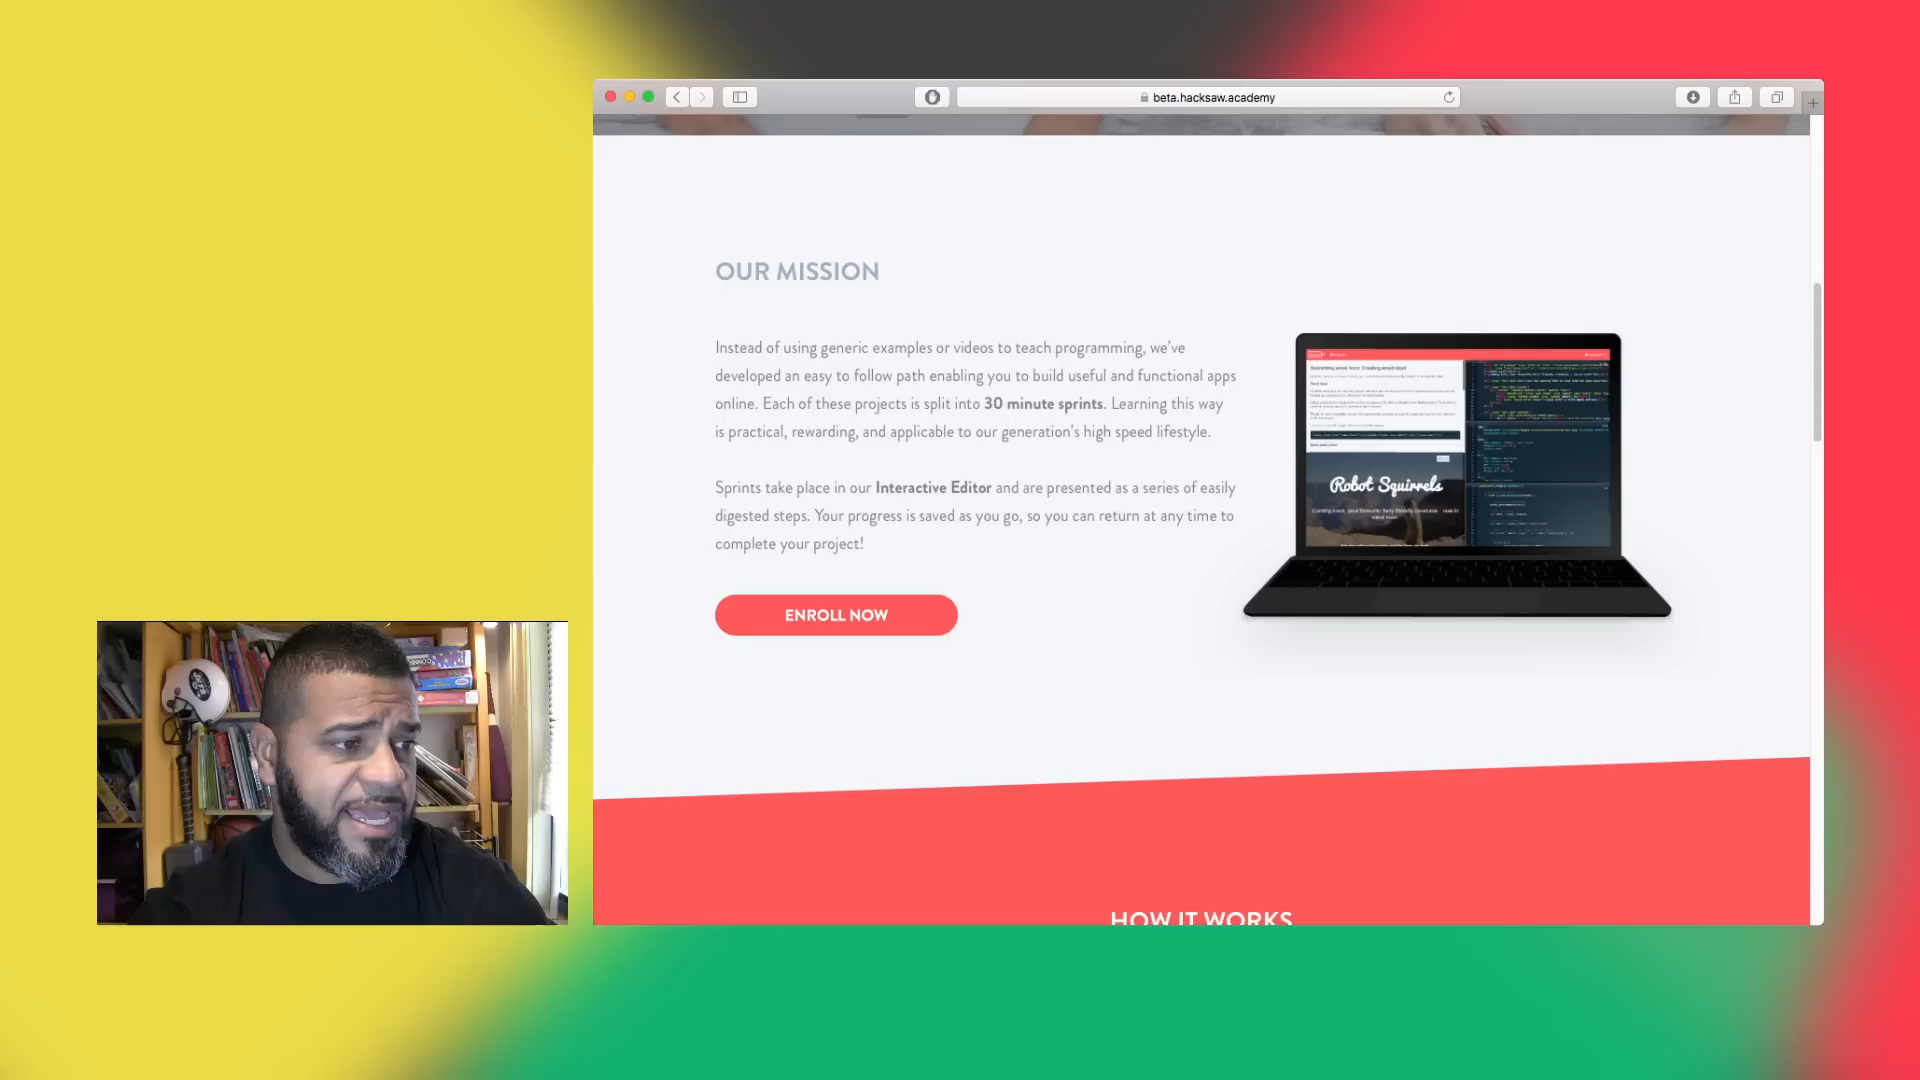 beta.hacksaw.academy
OUR MISSION
Instead of using generic examples or videos to teach programming, we've
developed an easy to follow path enabling you to build useful and functional apps
online. Each of these projects is split into 30 minute sprints. Learning this way
is practical, rewarding, and applicable to our generation's high speed lifestyle.
Sprints take place in our Interactive Editor and are presented as a series of easily
digested steps. Your progress is saved as you go, so you can return at any time to
complete your project!
ENROLL NOW
Robot Squirrels
HOW IT WORKS